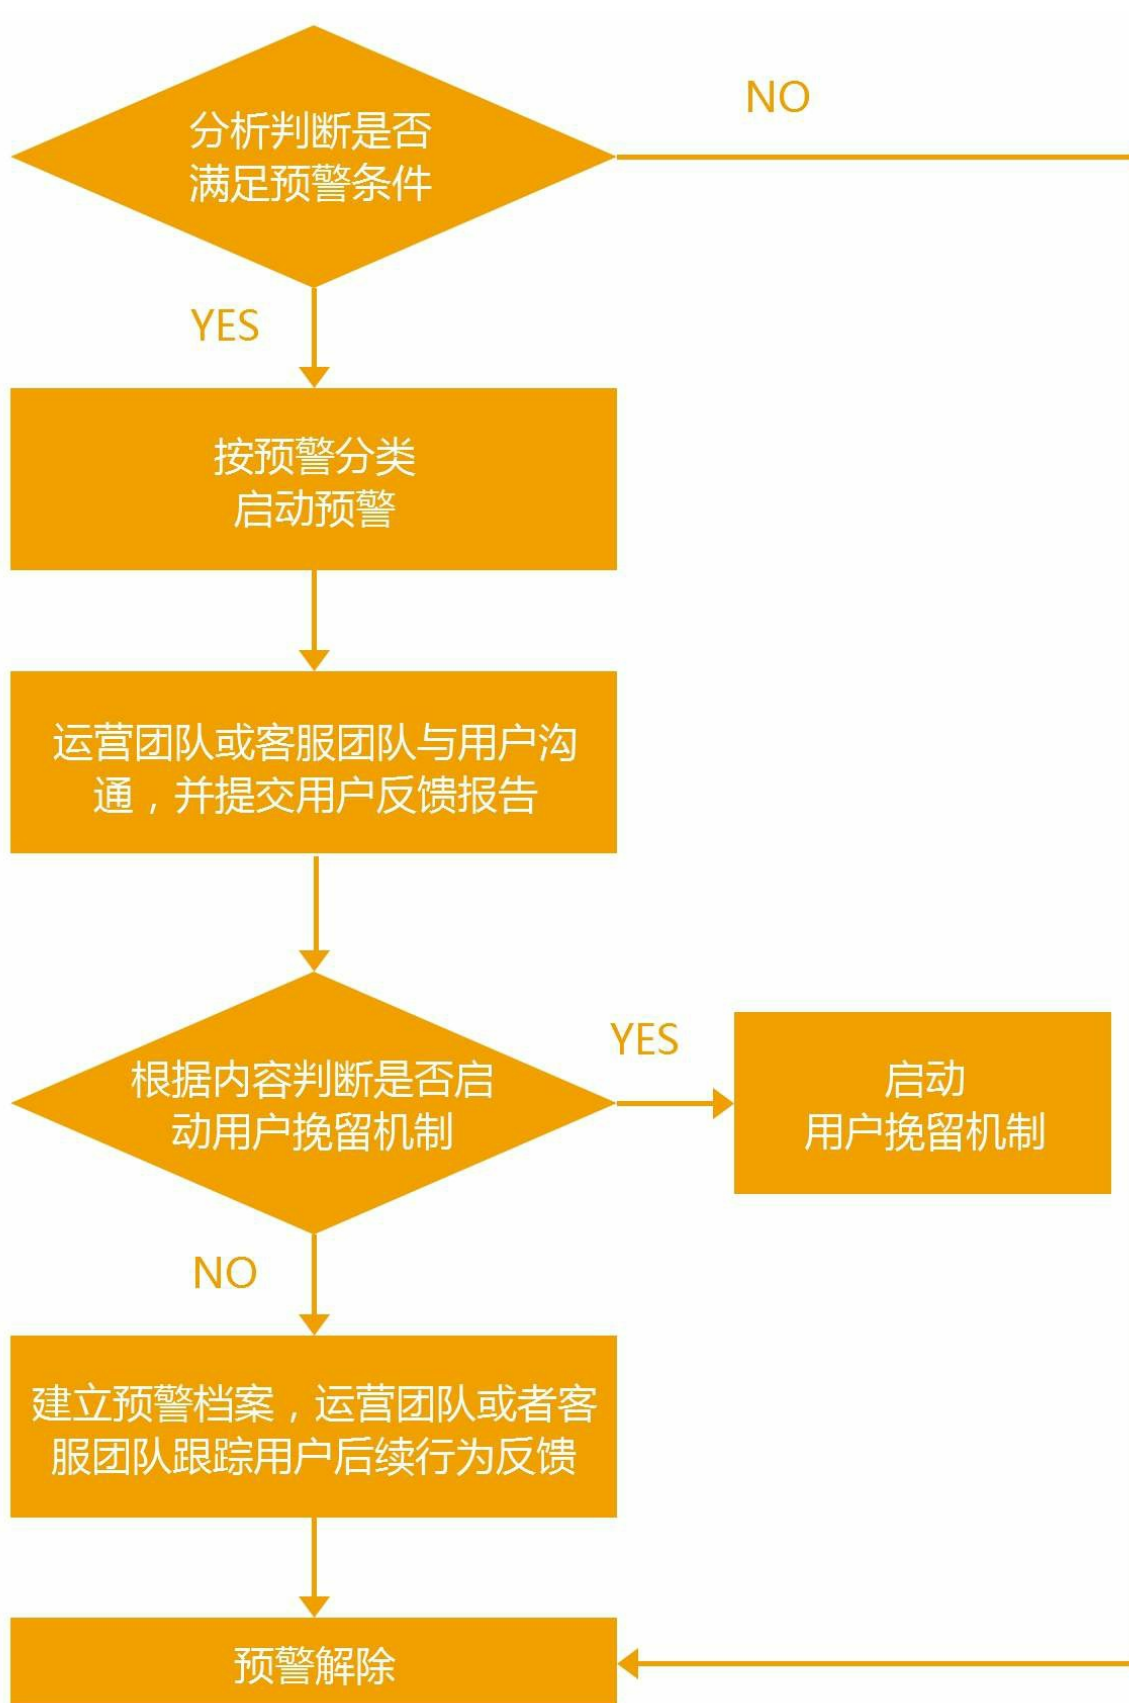 分析判断是否
满足预警条件
NO
YES
按预警分类
启动预警
运营团队或客服团队与用户沟
通，并提交用户反馈报告
根据内容判断是否启
动用户挽留机制
YES
启动
用户挽留机制
NO
建立预警档案，运营团队或者客
服团队跟踪用户后续行为反馈
预警解除